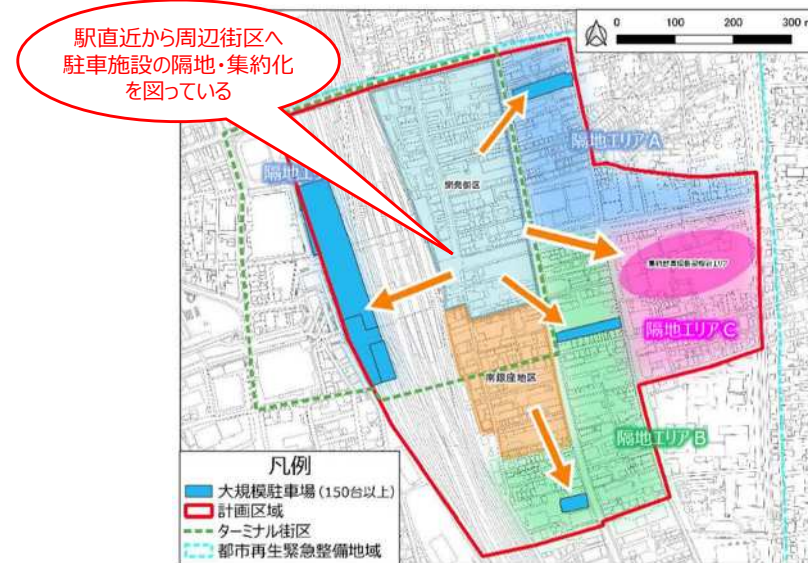 駅直近から周辺街区へ
駐車施設の隔地・集約化
を図っている
0 100 200 300 m
隔地エリアA
隔地エ
開発街区
隔地エリアC
南銀座地区
隔地エリアB
凡例
大規模駐車場(150台以上)
計画区域
ターミナル街区
都市再生緊急整備地域